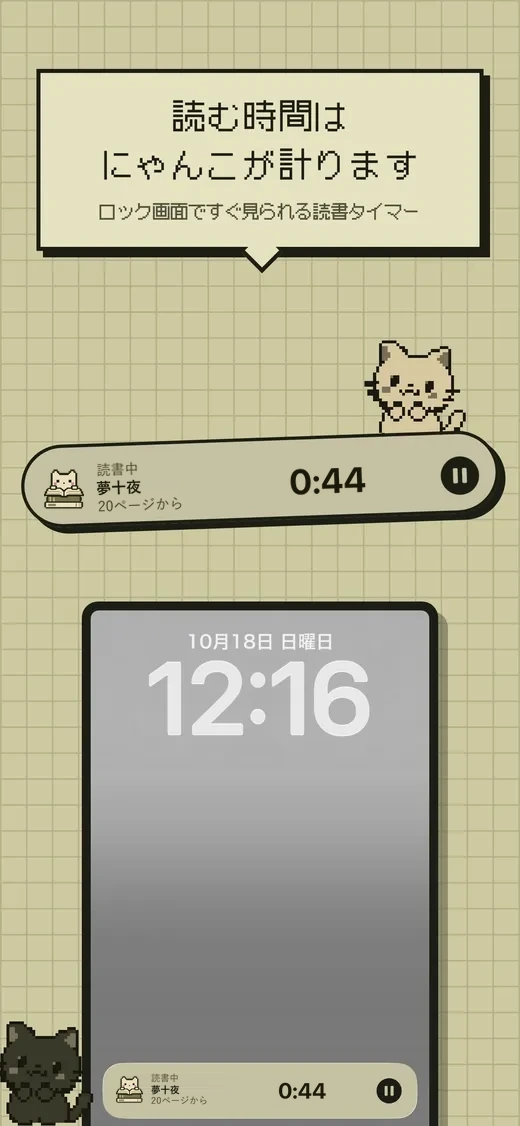 読む時間は
にゃんこが計ります
ロック画面ですぐ見られる読書タイマー
読書中
夢十夜
20ページから
0:44
10月18日 日曜日
12:16
読書中
夢十夜
20ページから
0:44